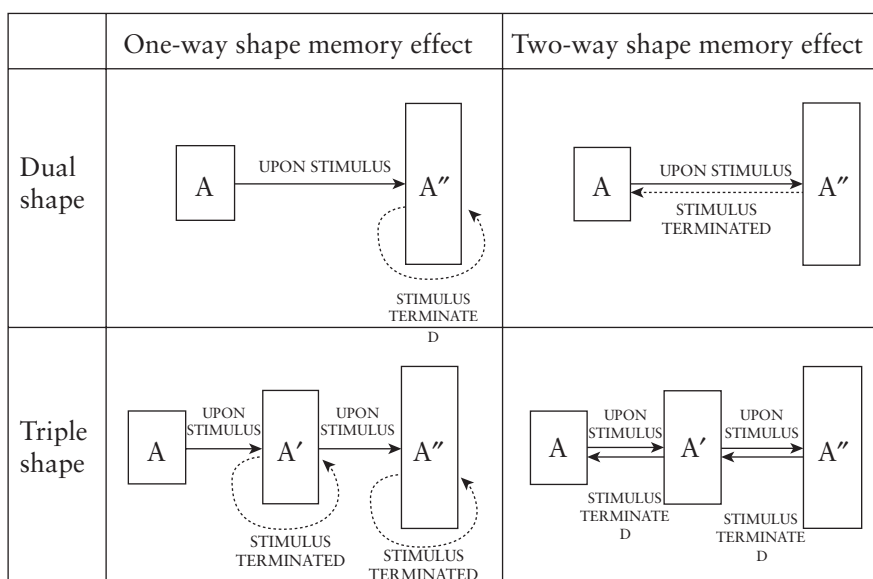 One-way shape memory effect
Two-way shape memory effect
Dual
shape
A
UPON STIMULUS
A″
STIMULUS
TERMINATE
D
A
UPON STIMULUS
STIMULUS
TERMINATED
A″
Triple
shape
A
UPON
STIMULUS
A′
UPON
STIMULUS
A″
STIMULUS
TERMINATED
STIMULUS
TERMINATED
A
UPON
STIMULUS
A′
UPON
STIMULUS
A″
STIMULUS
TERMINATE
D
STIMULUS
TERMINATE
D